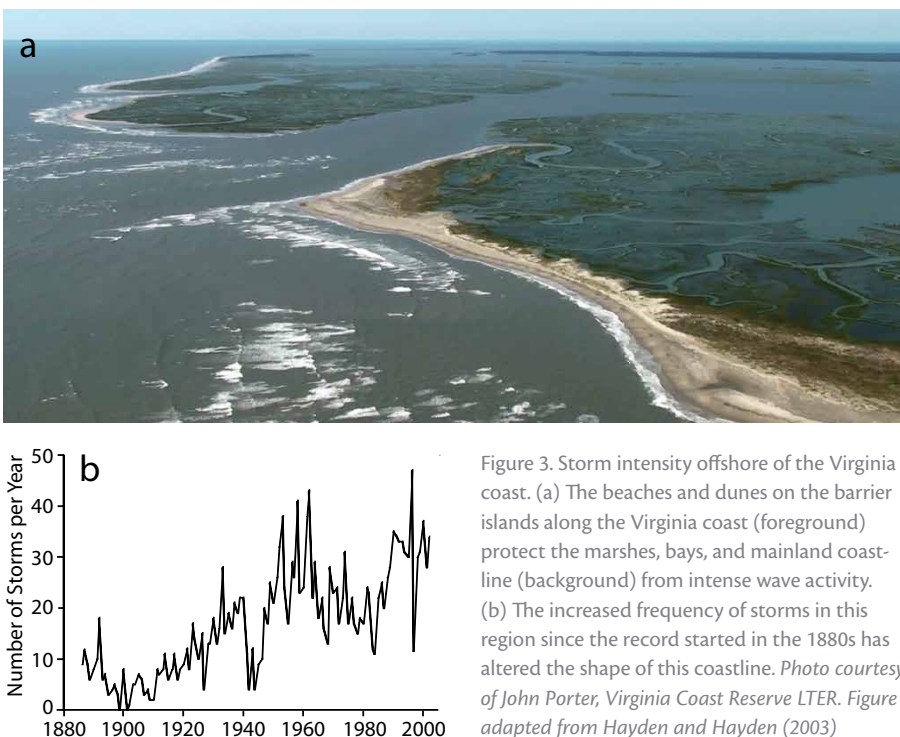 a
b
Number of Storms per Year
50
40
30
20
10
0
1880 1900 1920 1940 1960 1980 2000
Figure 3. Storm intensity offshore of the Virginia
coast. (a) The beaches and dunes on the barrier
islands along the Virginia coast (foreground)
protect the marshes, bays, and mainland coast-
line (background) from intense wave activity.
(b) The increased frequency of storms in this
region since the record started in the 1880s has
altered the shape of this coastline. Photo courtesy
of John Porter, Virginia Coast Reserve LTER. Figure
adapted from Hayden and Hayden (2003)